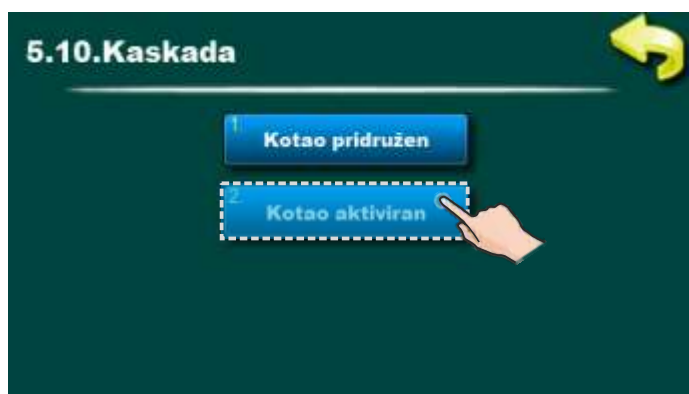 5.10.Kaskada
1.
Kotao pridružen
2.
Kotao aktiviran